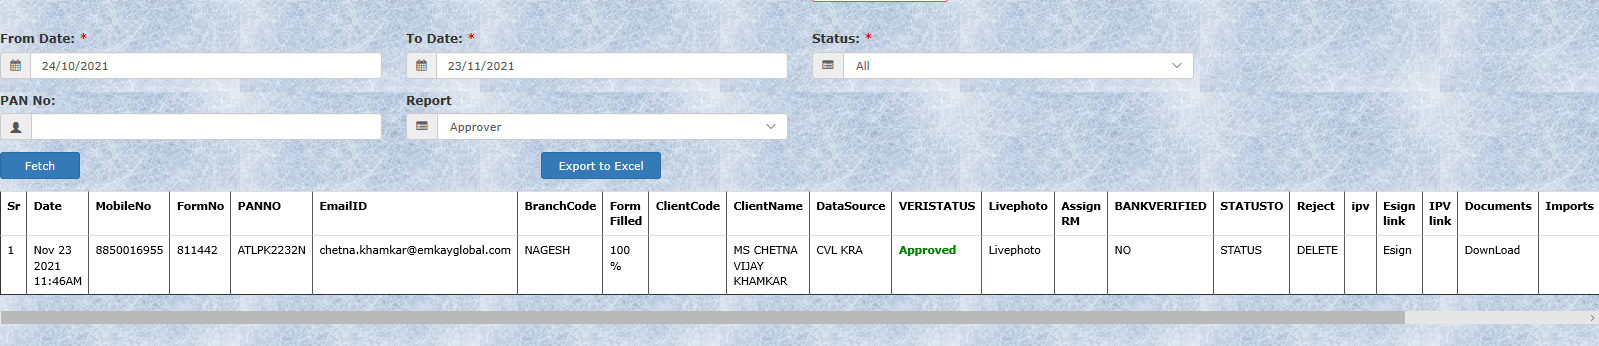 From Date: * To Date: * Status: *
24/10/2021 23/11/2021 All
PAN No: Report
Approver
Fetch Export to Excel
Sr Date MobileNo FormNo PANNO EmailID BranchCode Form Filled ClientCode ClientName DataSource VERISTATUS Livephoto Assign RM BANKVERIFIED STATUSTO Reject ipv Esign link IPV link Documents Imports
1 Nov 23 2021 11:46AM 8850016955 811442 ATLPK2232N chetna.khamkar@emkayglobal.com NAGESH 100 % MS CHETNA VIJAY KHAMKAR CVL KRA Approved Livephoto NO STATUS DELETE Esign DownLoad